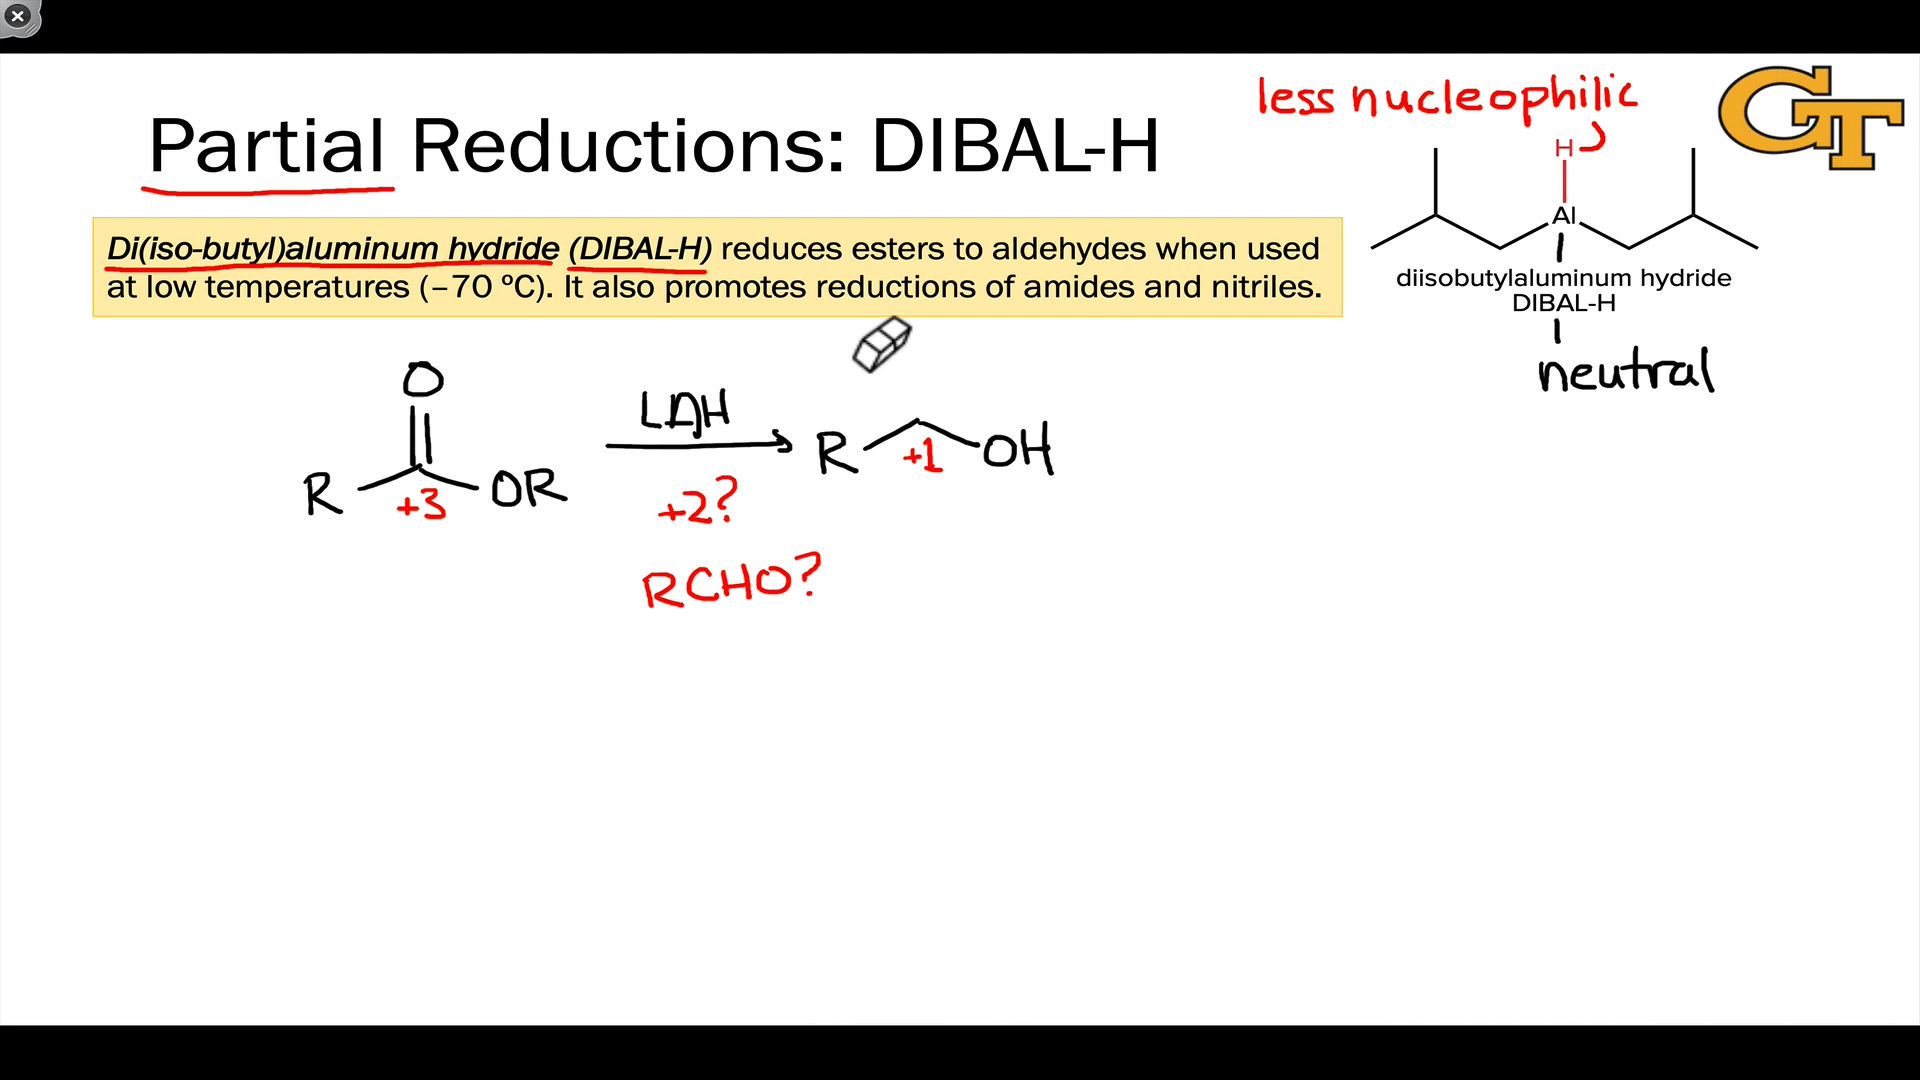 less nucleophilic
GT
Partial Reductions: DIBAL-H
H
Al
Di(iso-butyl)aluminum hydride (DIBAL-H) reduces esters to aldehydes when used
at low temperatures (–70 ºC). It also promotes reductions of amides and nitriles.
diisobutylaluminum hydride
DIBAL-H
neutral
O
LAH
R +3 OR
R +1 OH
+2?
RCHO?